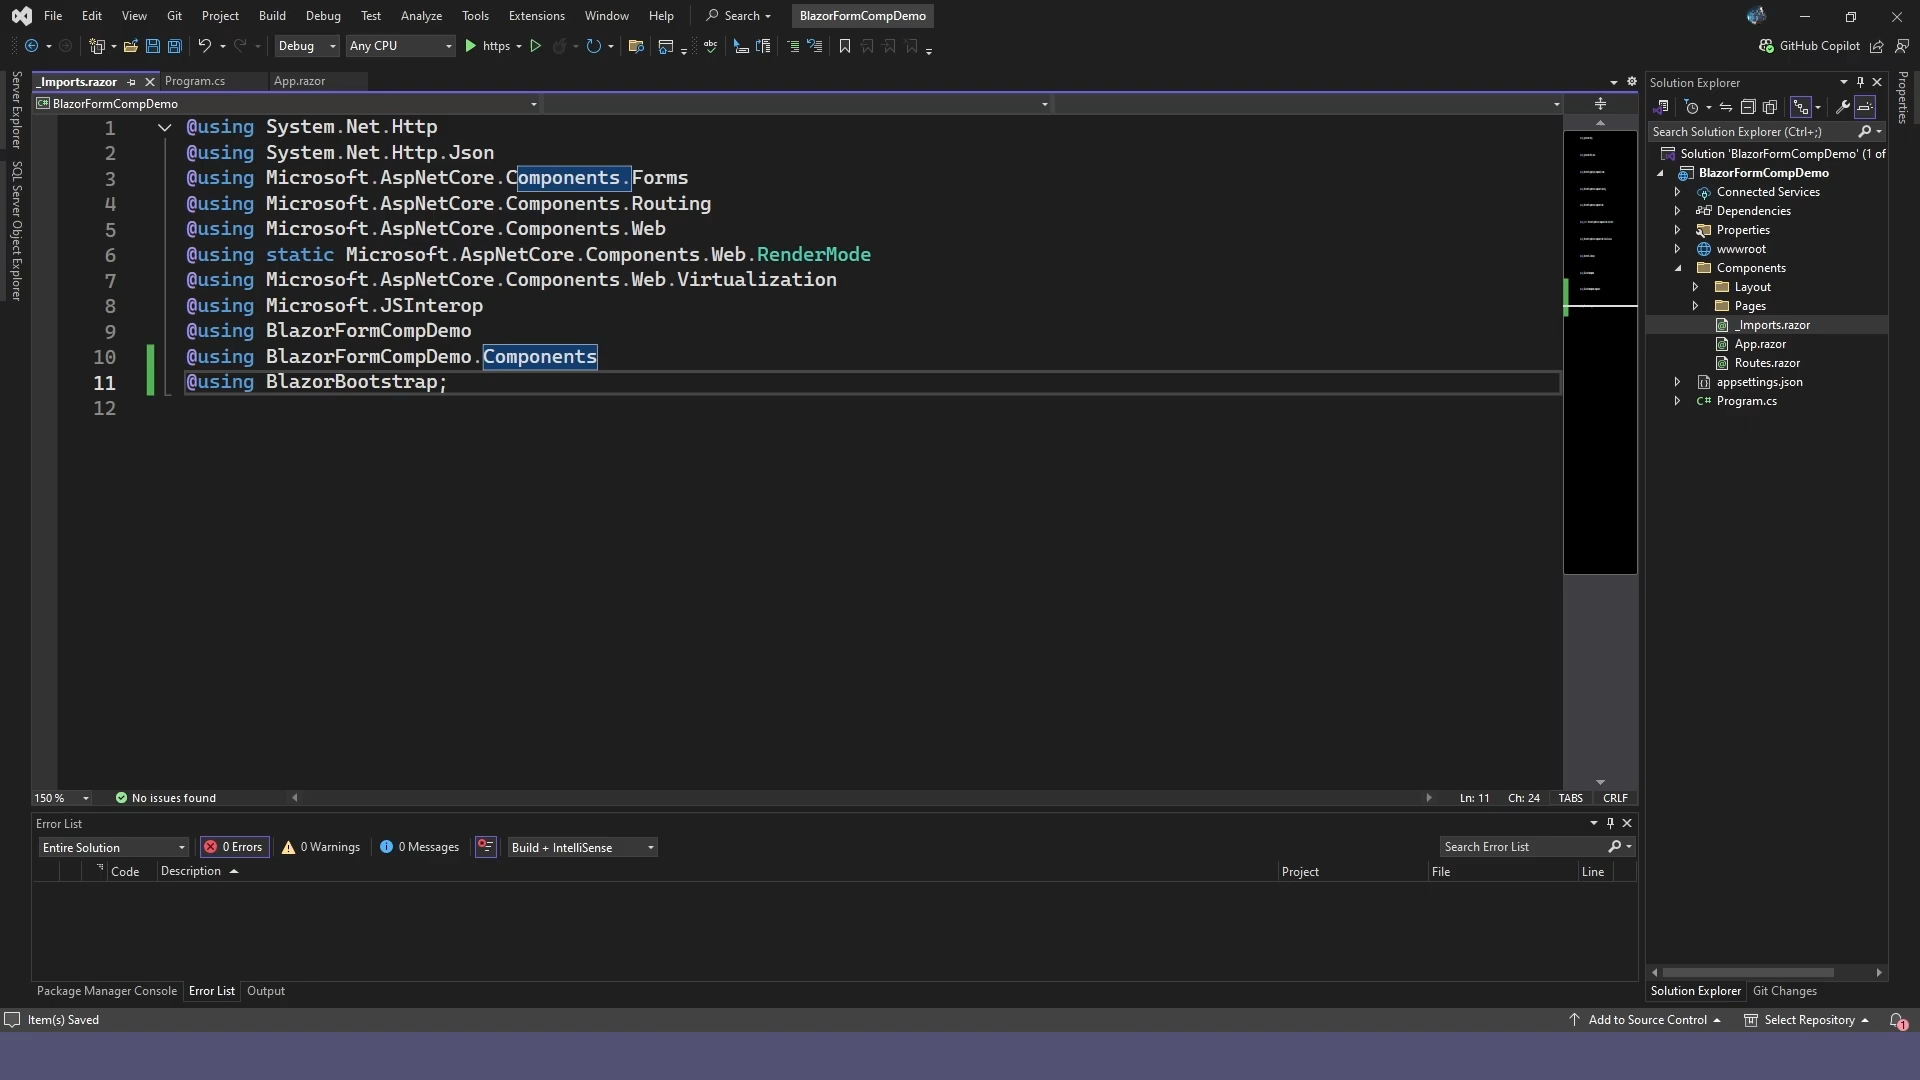 File Edit View Git Project Build Debug Test Analyze Tools Extensions Window Help Search BlazorFormCompDemo
Debug Any CPU https GitHub Copilot
_Imports.razor Program.cs App.razor
BlazorFormCompDemo
1 @using System.Net.Http
2 @using System.Net.Http.Json
3 @using Microsoft.AspNetCore.Components.Forms
4 @using Microsoft.AspNetCore.Components.Routing
5 @using Microsoft.AspNetCore.Components.Web
6 @using static Microsoft.AspNetCore.Components.Web.RenderMode
7 @using Microsoft.AspNetCore.Components.Web.Virtualization
8 @using Microsoft.JSInterop
9 @using BlazorFormCompDemo
10 @using BlazorFormCompDemo.Components
11 @using BlazorBootstrap;
12
150 % No issues found Ln: 11 Ch: 24 TABS CRLF
Error List
Entire Solution 0 Errors 0 Warnings 0 Messages Build + IntelliSense Search Error List
Code Description Project File Line
Package Manager Console Error List Output
Item(s) Saved Add to Source Control Select Repository 1
Server Explorer
SQL Server Object Explorer
Solution Explorer
Search Solution Explorer (Ctrl+;)
Solution 'BlazorFormCompDemo' (1 of
BlazorFormCompDemo
Connected Services
Dependencies
Properties
wwwroot
Components
Layout
Pages
_Imports.razor
App.razor
Routes.razor
appsettings.json
C# Program.cs
Solution Explorer Git Changes
Properties